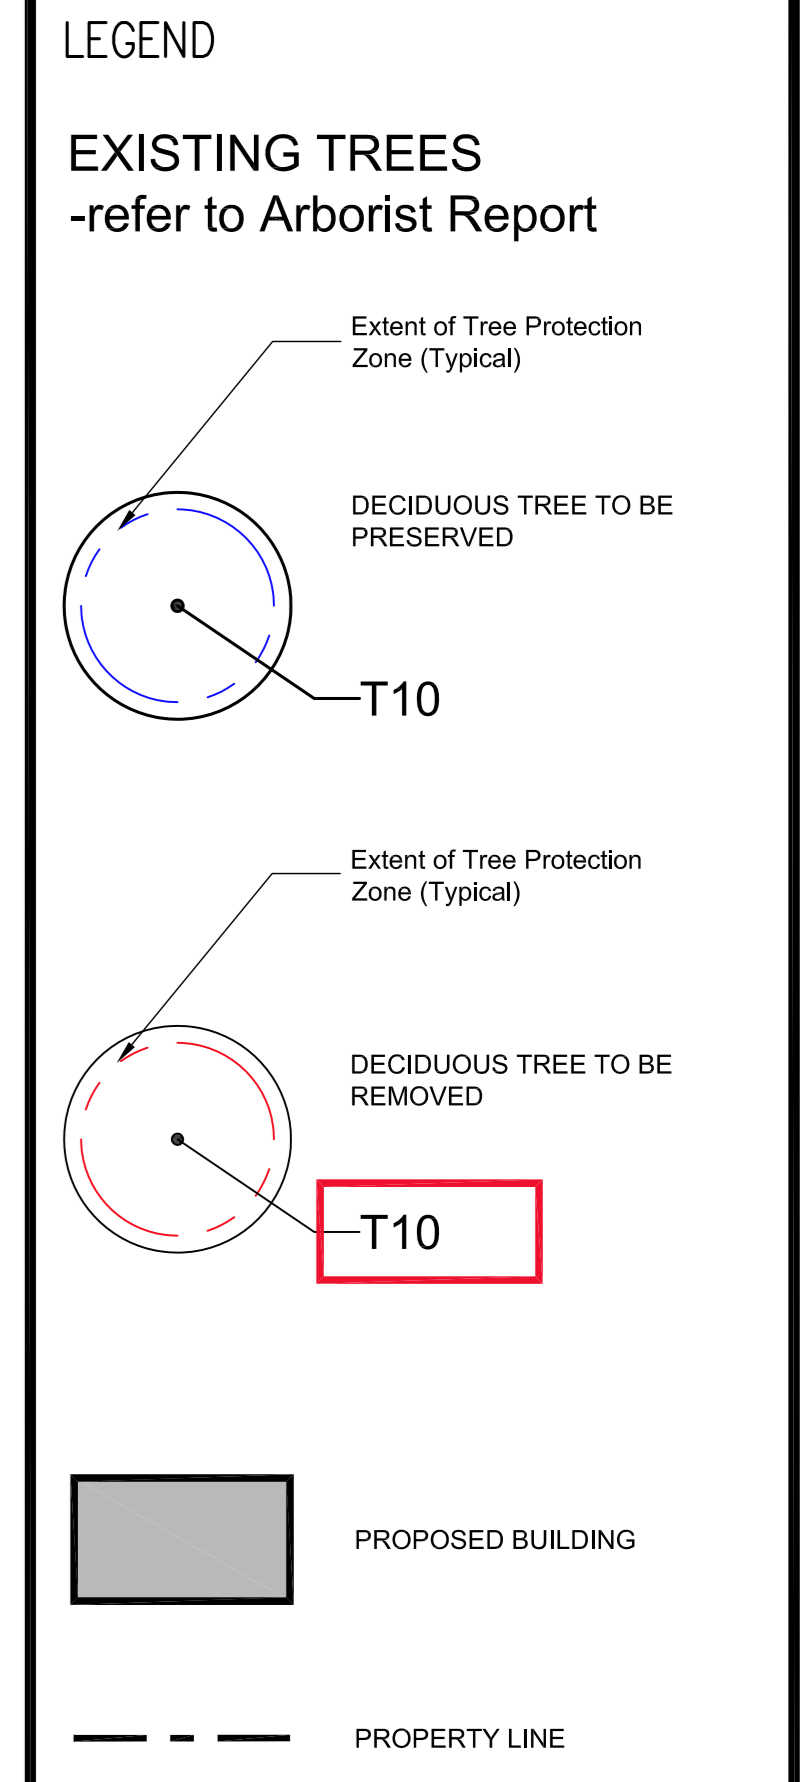 LEGEND
EXISTING TREES
-refer to Arborist Report
Extent of Tree Protection
Zone (Typical)
DECIDUOUS TREE TO BE
PRESERVED
T10
Extent of Tree Protection
Zone (Typical)
DECIDUOUS TREE TO BE
REMOVED
T10
PROPOSED BUILDING
PROPERTY LINE